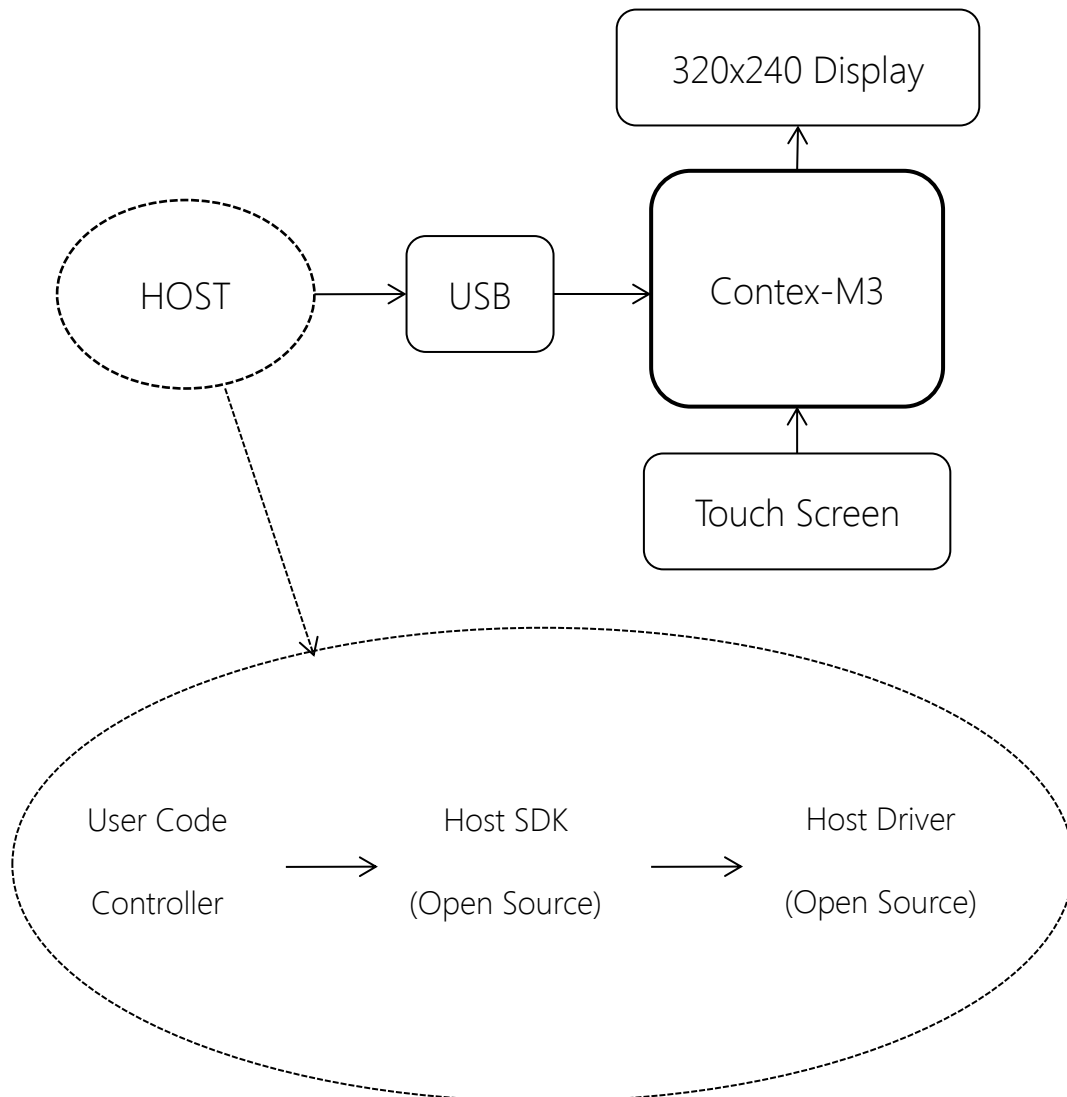 320x240 Display
HOST
USB
Contex-M3
Touch Screen
User Code
Controller
Host SDK
(Open Source)
Host Driver
(Open Source)